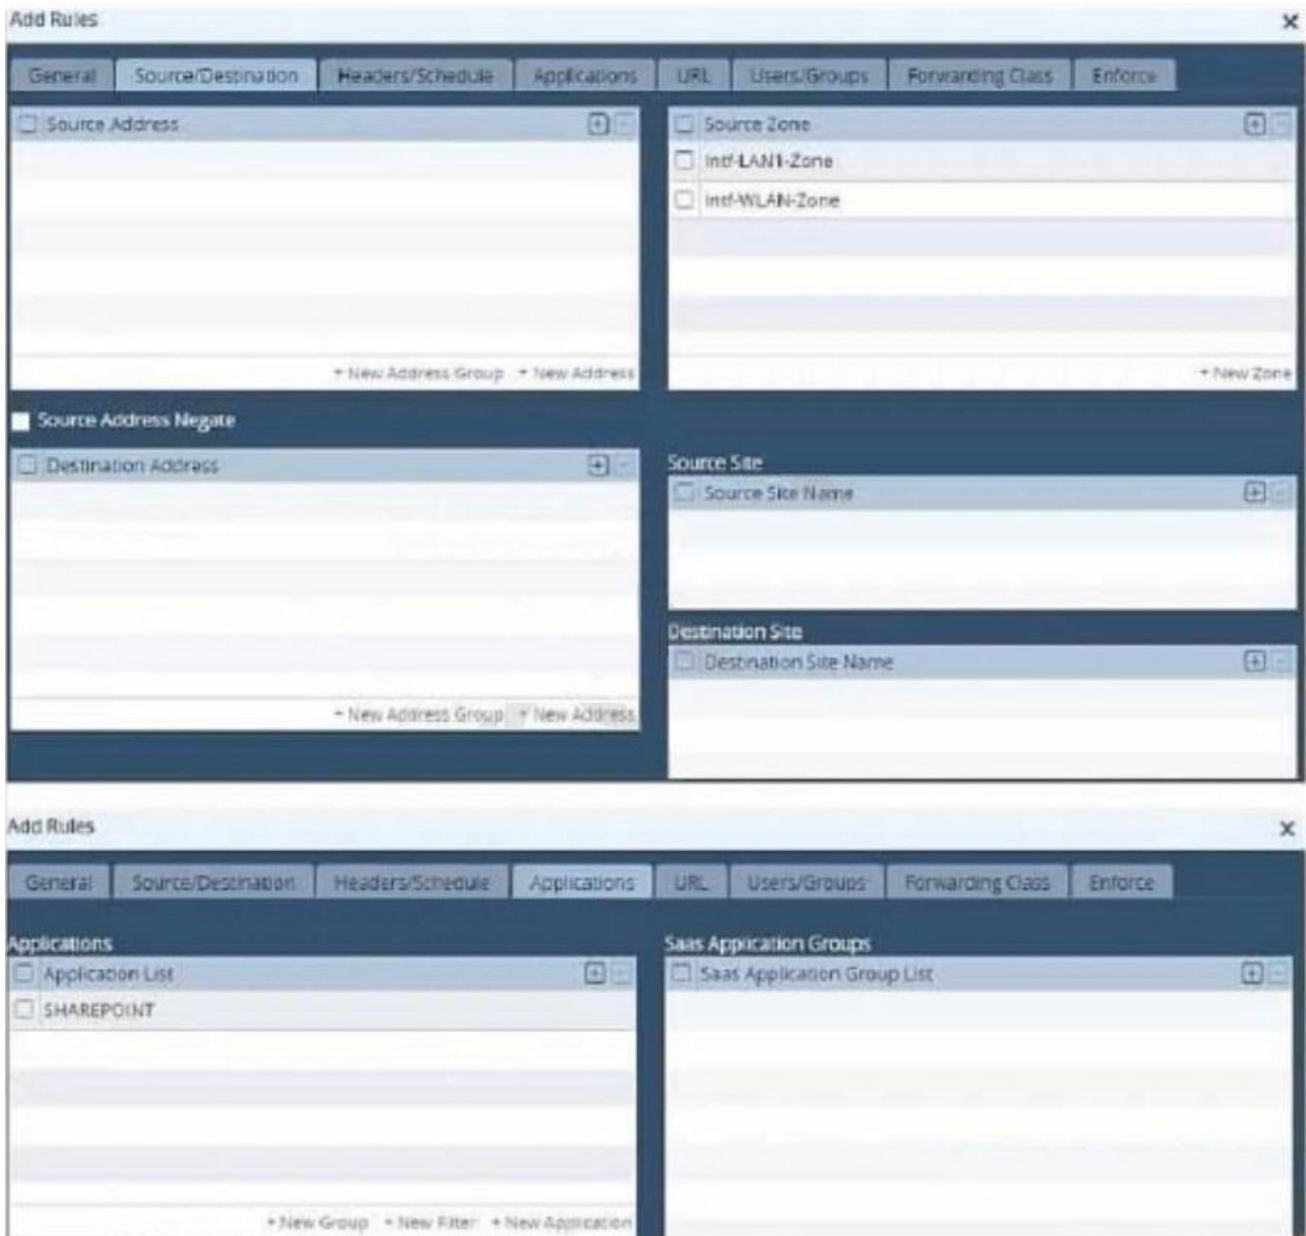 Add Rules
General Source/Destination Headers/Schedule Applications URL Users/Groups Forwarding Class Enforce
Source Address
+ New Address Group + New Address
Source Zone
Intf-LAN1-Zone
Intf-WLAN-Zone
+ New Zone
Source Address Negate
Destination Address
+ New Address Group + New Address
Source Site
Source Site Name
Destination Site
Destination Site Name
Add Rules
General Source/Destination Headers/Schedule Applications URL Users/Groups Forwarding Class Enforce
Applications
Application List
SHAREPOINT
+ New Group + New Filter + New Application
Saas Application Groups
Saas Application Group List